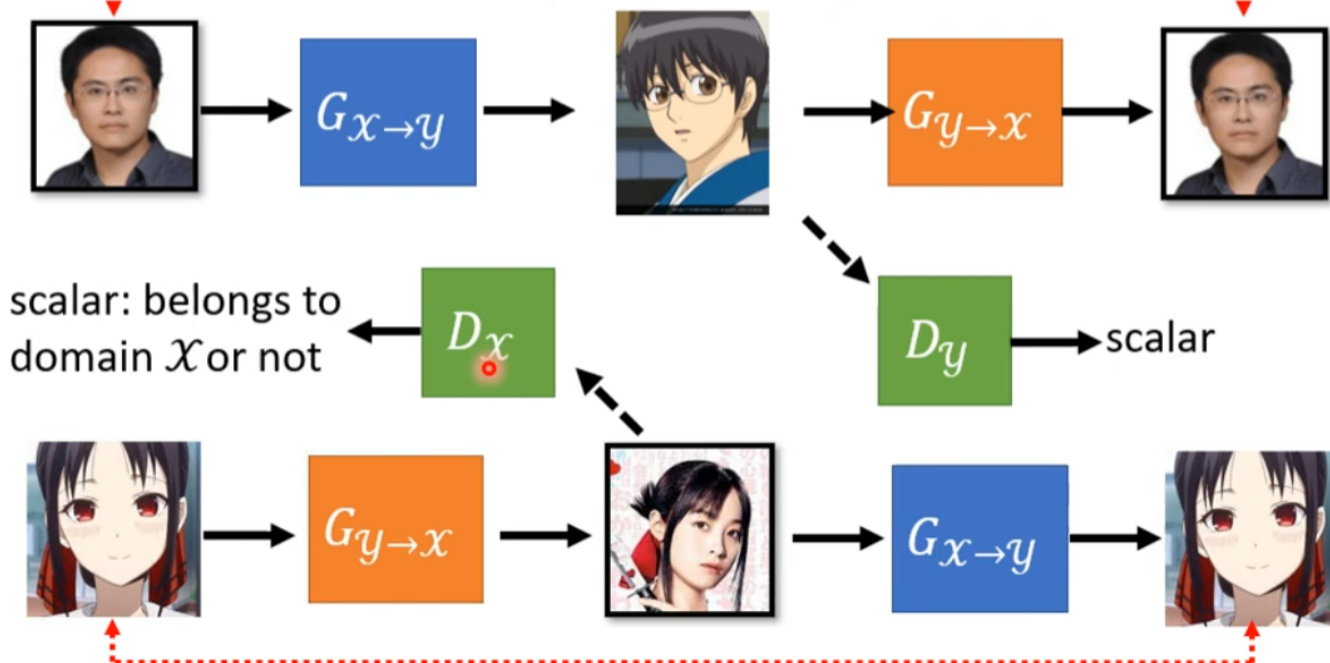 G𝒳→𝒴
G𝒴→𝒳
scalar: belongs to
domain 𝒳 or not
D𝒳
D𝒴
scalar
G𝒴→𝒳
G𝒳→𝒴